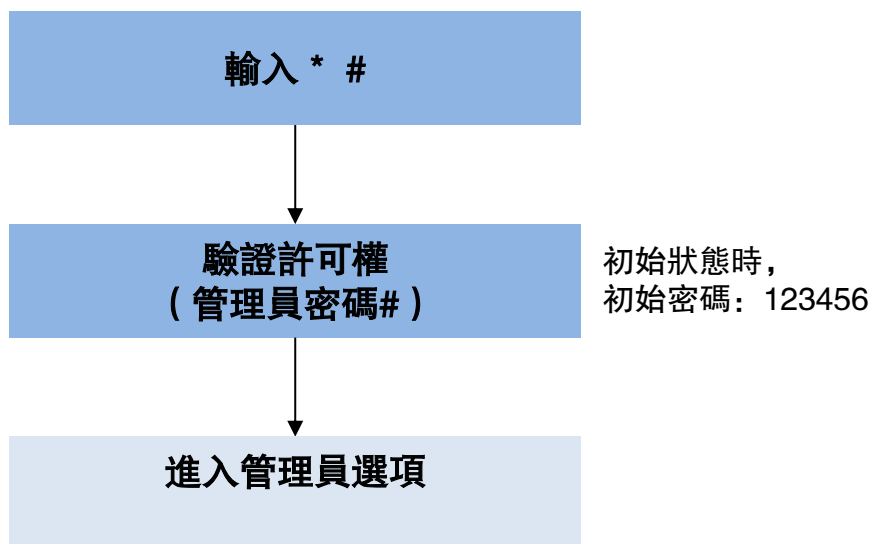 輸入 * #
驗證許可權
（管理員密碼#）
初始狀態時，
初始密碼：123456
進入管理員選項